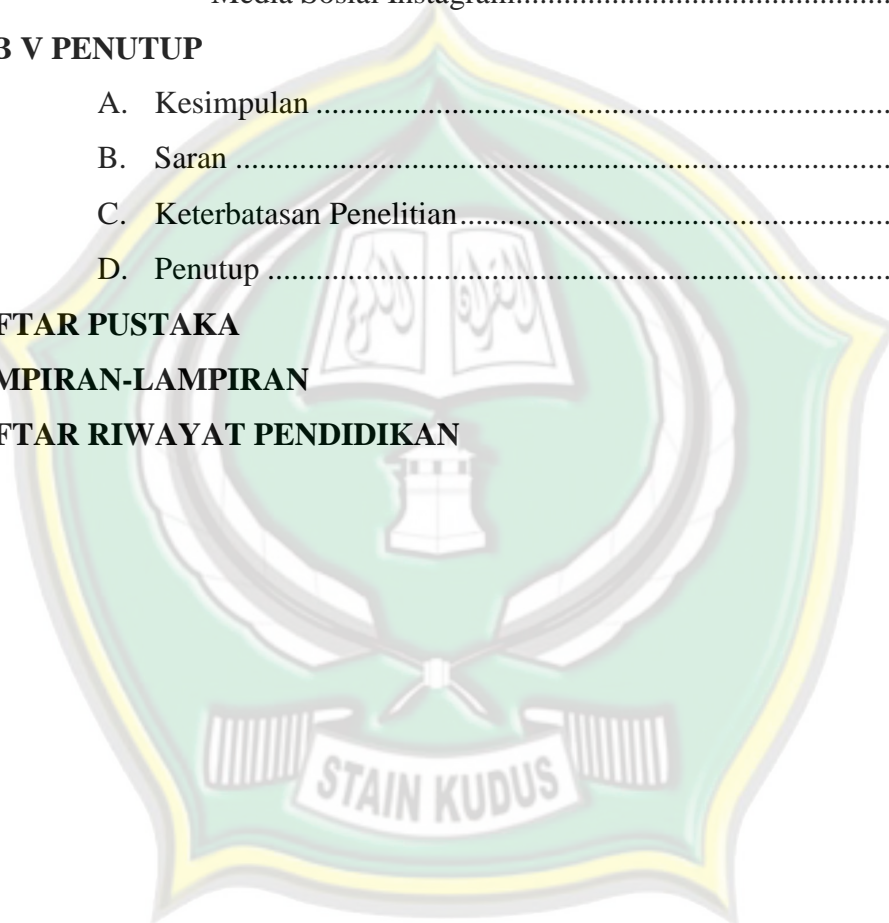 Media Sosial Instagram................................................
B V PENUTUP
A. Kesimpulan ..........................................................................
B. Saran ...................................................................................
C. Keterbatasan Penelitian.......................................................
D. Penutup ................................................................................
FTAR PUSTAKA
MPIRAN-LAMPIRAN
FTAR RIWAYAT PENDIDIKAN
STAIN KUDUS